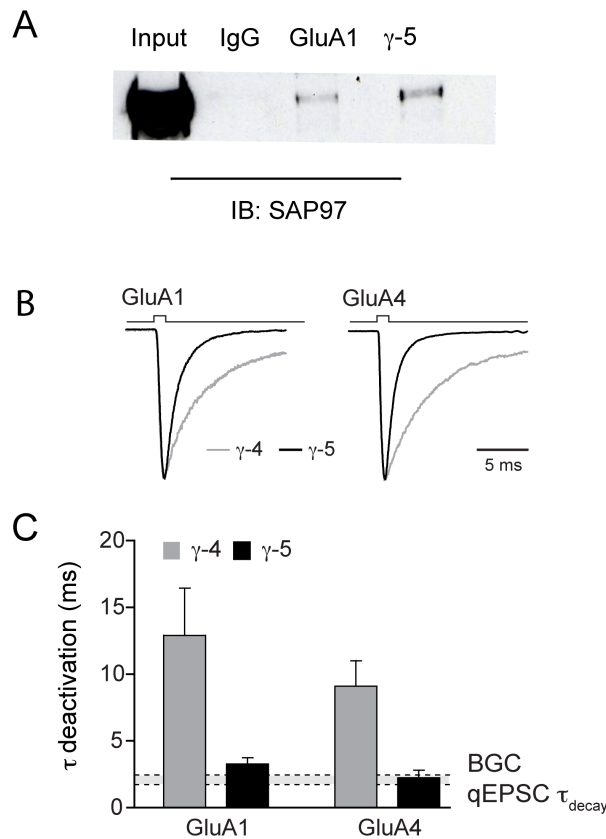 A
Input IgG GluA1 γ-5
IB: SAP97
B
GluA1 GluA4
γ-4 γ-5
5 ms
C
γ-4 γ-5
20
15
10
5
0
τ deactivation (ms)
BGC
qEPSC τdecay
GluA1 GluA4